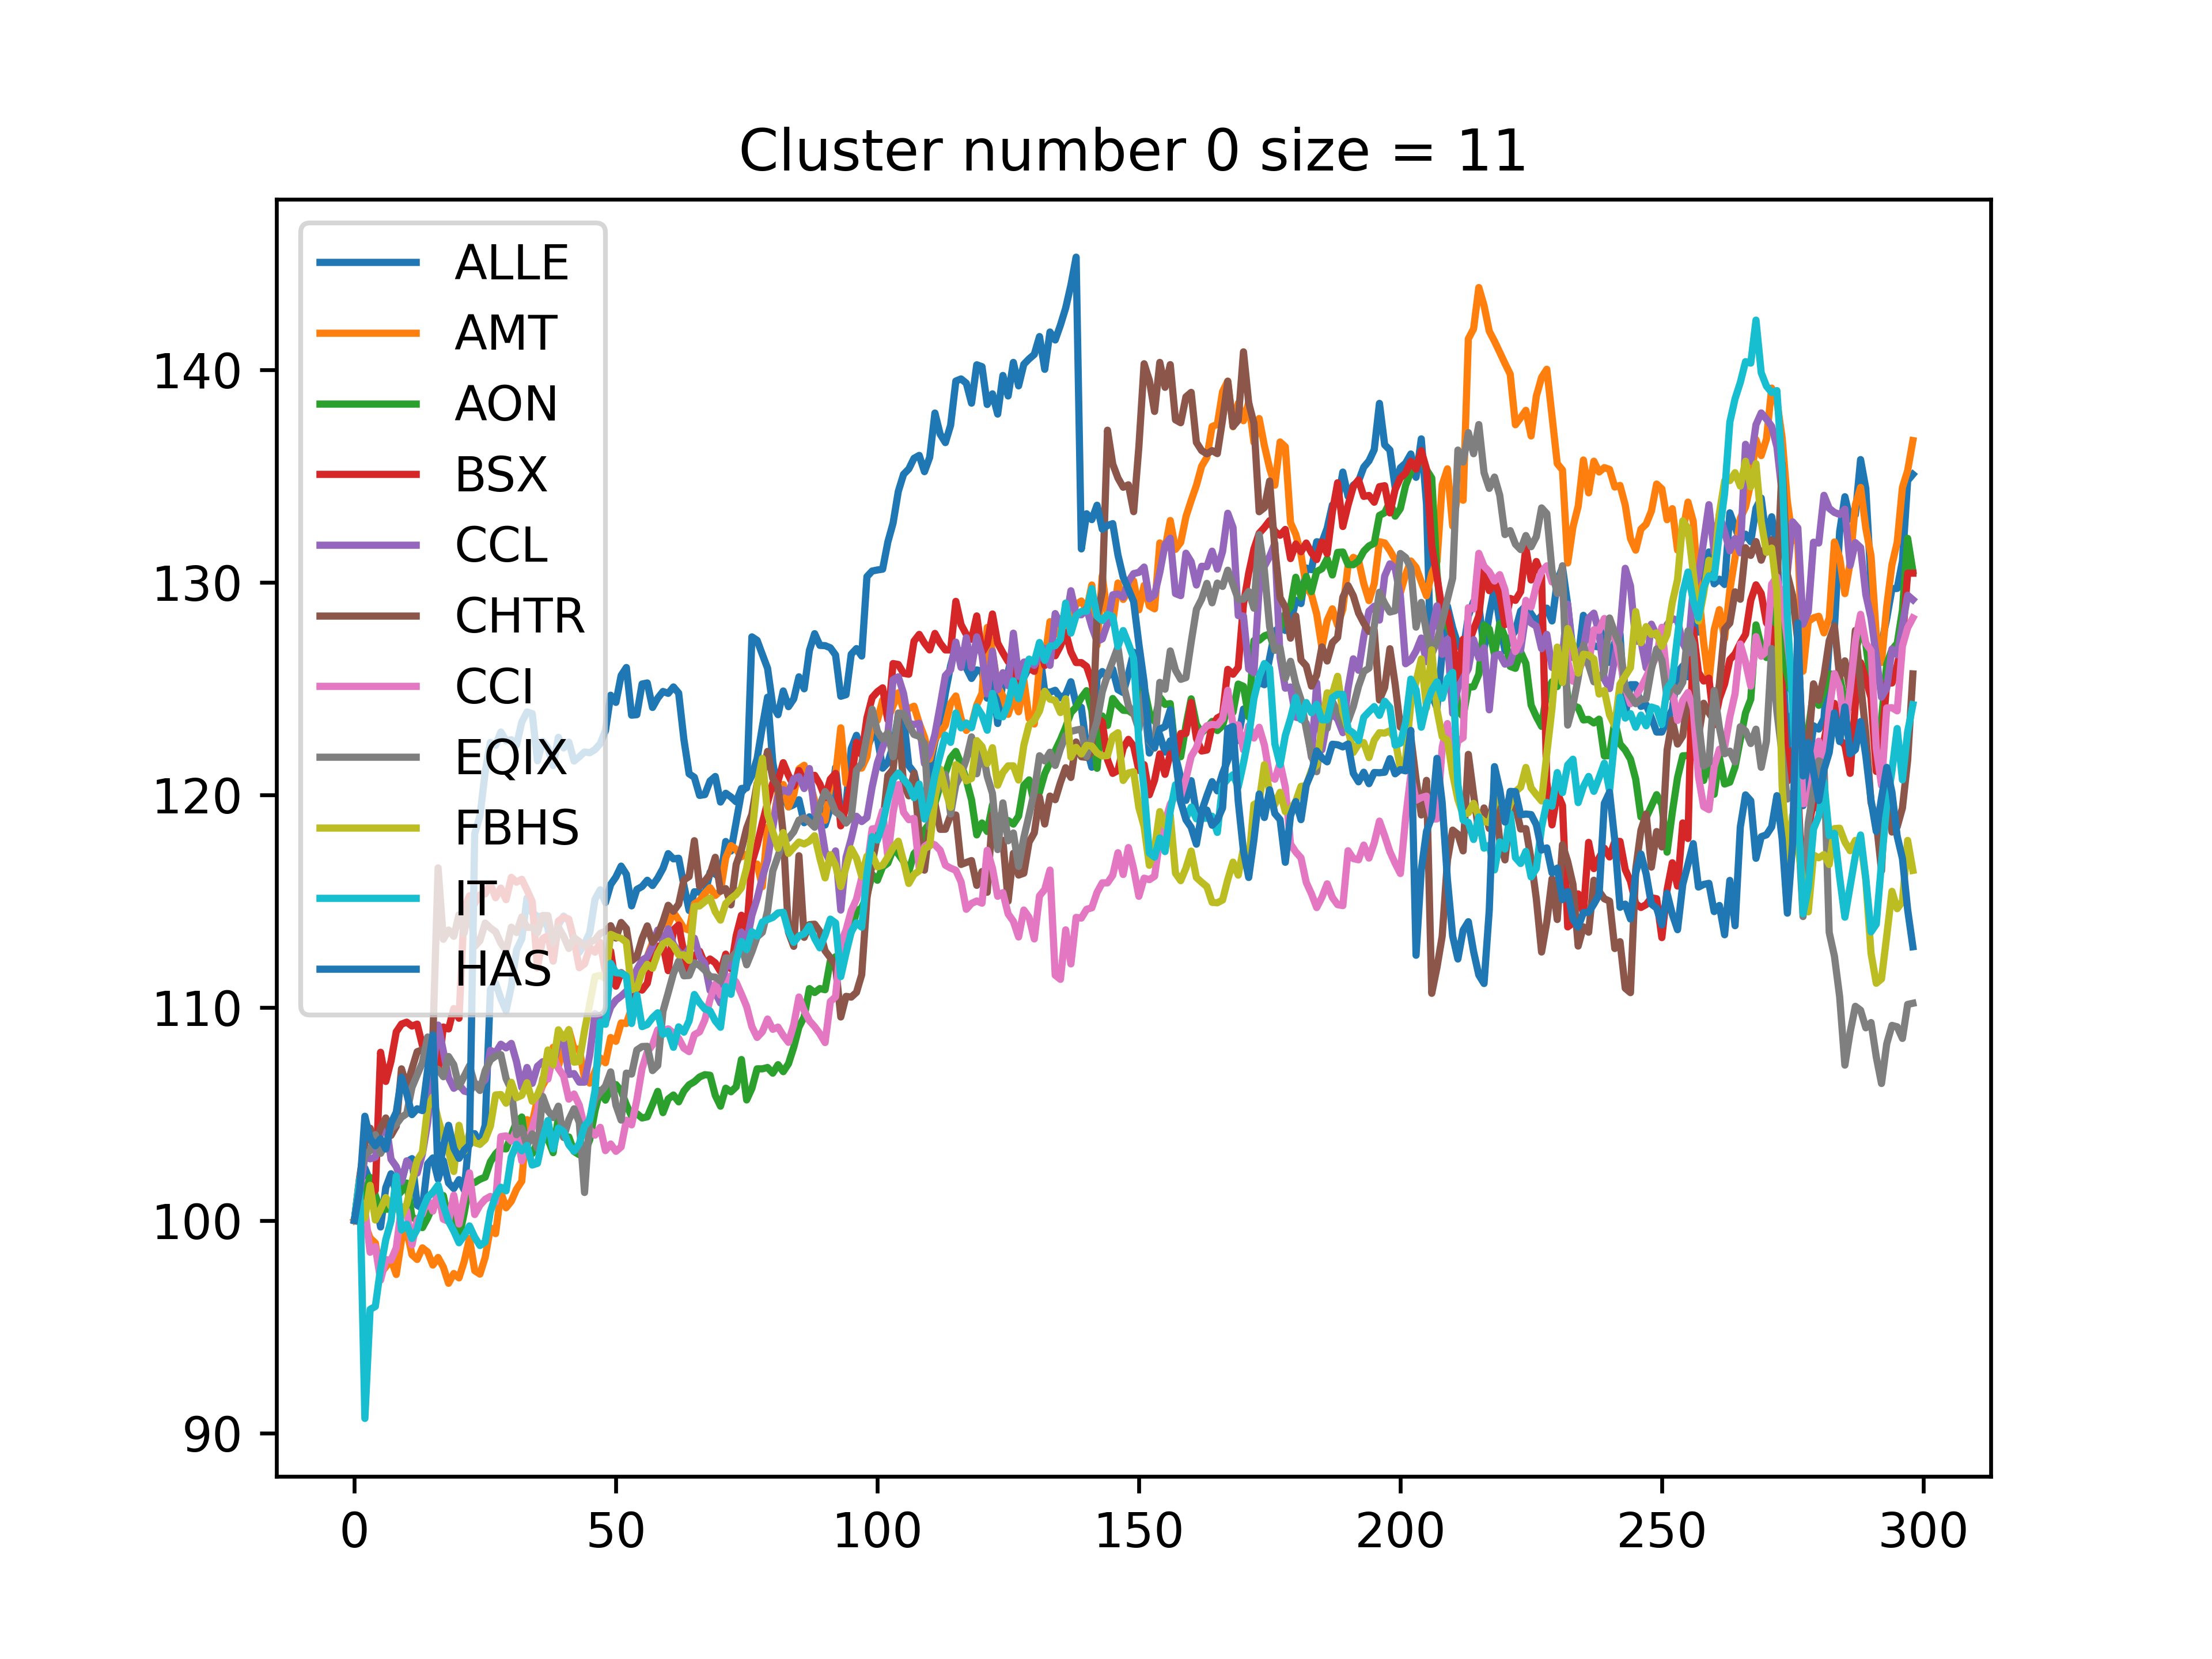 Cluster number 0 size = 11
ALLE
AMT
AON
BSX
CCL
CHTR
CCI
EQIX
FBHS
IT
HAS
140
130
120
110
100
90
0 50 100 150 200 250 300